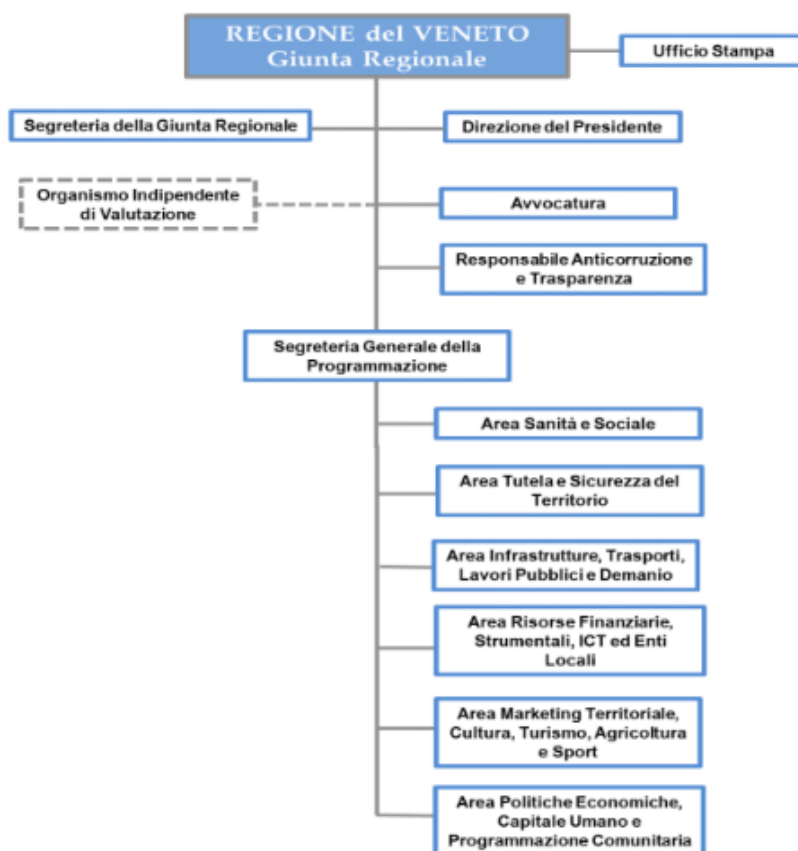 REGIONE del VENETO
Giunta Regionale
Ufficio Stampa
Segreteria della Giunta Regionale
Direzione del Presidente
Organismo Indipendente
di Valutazione
Avvocatura
Responsabile Anticorruzione
e Trasparenza
Segreteria Generale della
Programmazione
Area Sanità e Sociale
Area Tutela e Sicurezza del
Territorio
Area Infrastrutture, Trasporti,
Lavori Pubblici e Demanio
Area Risorse Finanziarie,
Strumentali, ICT ed Enti
Locali
Area Marketing Territoriale,
Cultura, Turismo, Agricoltura
e Sport
Area Politiche Economiche,
Capitale Umano e
Programmazione Comunitaria